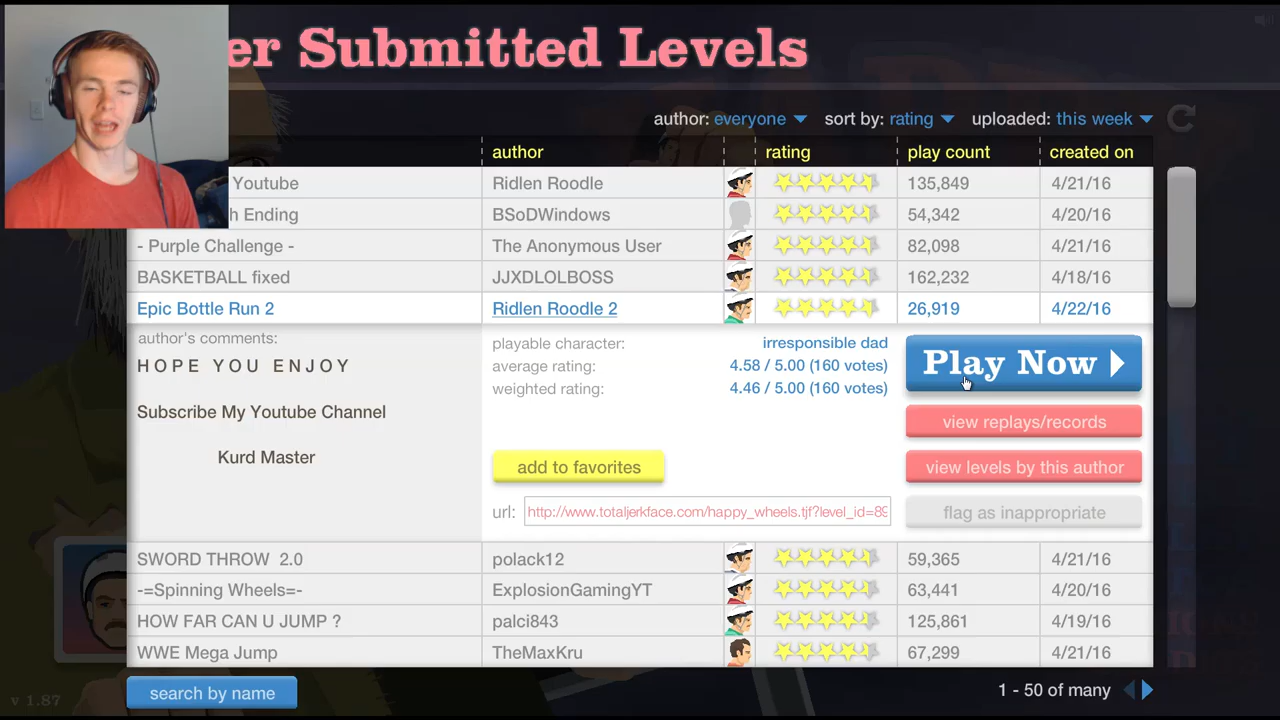 er Submitted Levels
author: everyone sort by: rating uploaded: this week
author rating play count created on
Youtube Ridlen Roodle 135,849 4/21/16
h Ending BSoDWindows 54,342 4/20/16
- Purple Challenge - The Anonymous User 82,098 4/21/16
BASKETBALL fixed JJXDLOLBOSS 162,232 4/18/16
Epic Bottle Run 2 Ridlen Roodle 2 26,919 4/22/16
author's comments:
H O P E Y O U E N J O Y
Subscribe My Youtube Channel
Kurd Master
playable character: irresponsible dad
average rating: 4.58 / 5.00 (160 votes)
weighted rating: 4.46 / 5.00 (160 votes)
add to favorites
url: http://www.totaljerkface.com/happy_wheels.tjf?level_id=89
Play Now
view replays/records
view levels by this author
flag as inappropriate
SWORD THROW 2.0 polack12 59,365 4/21/16
-=Spinning Wheels=- ExplosionGamingYT 63,441 4/20/16
HOW FAR CAN U JUMP ? palci843 125,861 4/19/16
WWE Mega Jump TheMaxKru 67,299 4/21/16
v 1.87
search by name
1 - 50 of many